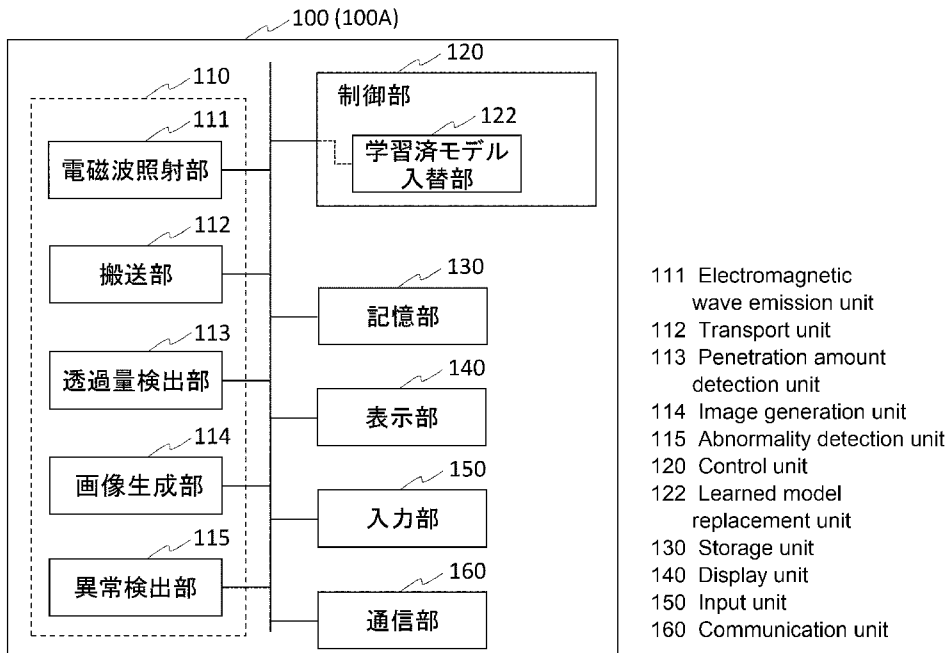 100 (100A)
110
111
電磁波照射部
112
搬送部
113
透過量検出部
114
画像生成部
115
異常検出部
120
制御部
122
学習済モデル
入替部
130
記憶部
140
表示部
150
入力部
160
通信部
111 Electromagnetic
wave emission unit
112 Transport unit
113 Penetration amount
detection unit
114 Image generation unit
115 Abnormality detection unit
120 Control unit
122 Learned model
replacement unit
130 Storage unit
140 Display unit
150 Input unit
160 Communication unit